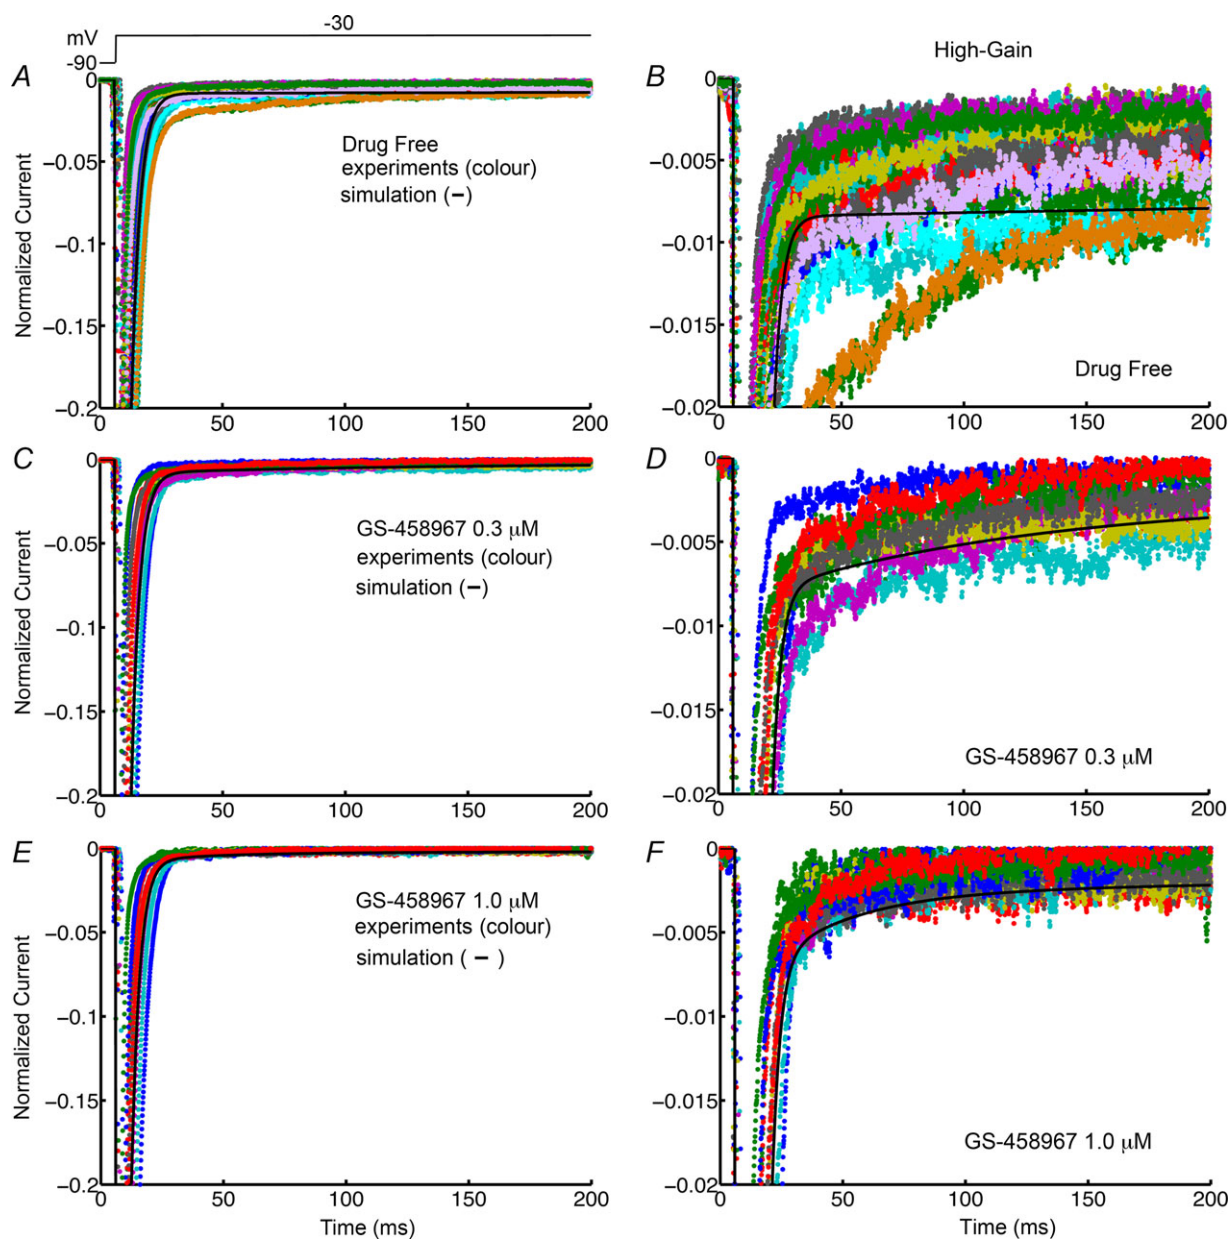 -30
mV
-90
High-Gain
A
B
0
−0.05
−0.1
−0.15
−0.2
Normalized Current
Drug Free
experiments (colour)
simulation (−)
0
50
100
150
200
0
−0.005
−0.01
−0.015
−0.02
Drug Free
0
50
100
150
200
C
D
0
−0.05
−0.1
−0.15
−0.2
Normalized Current
GS-458967 0.3 μM
experiments (colour)
simulation (−)
0
50
100
150
200
0
−0.005
−0.01
−0.015
−0.02
GS-458967 0.3 μM
0
50
100
150
200
E
F
0
−0.05
−0.1
−0.15
−0.2
Normalized Current
GS-458967 1.0 μM
experiments (colour)
simulation ( − )
0
50
100
150
200
Time (ms)
0
−0.005
−0.01
−0.015
−0.02
GS-458967 1.0 μM
0
50
100
150
200
Time (ms)